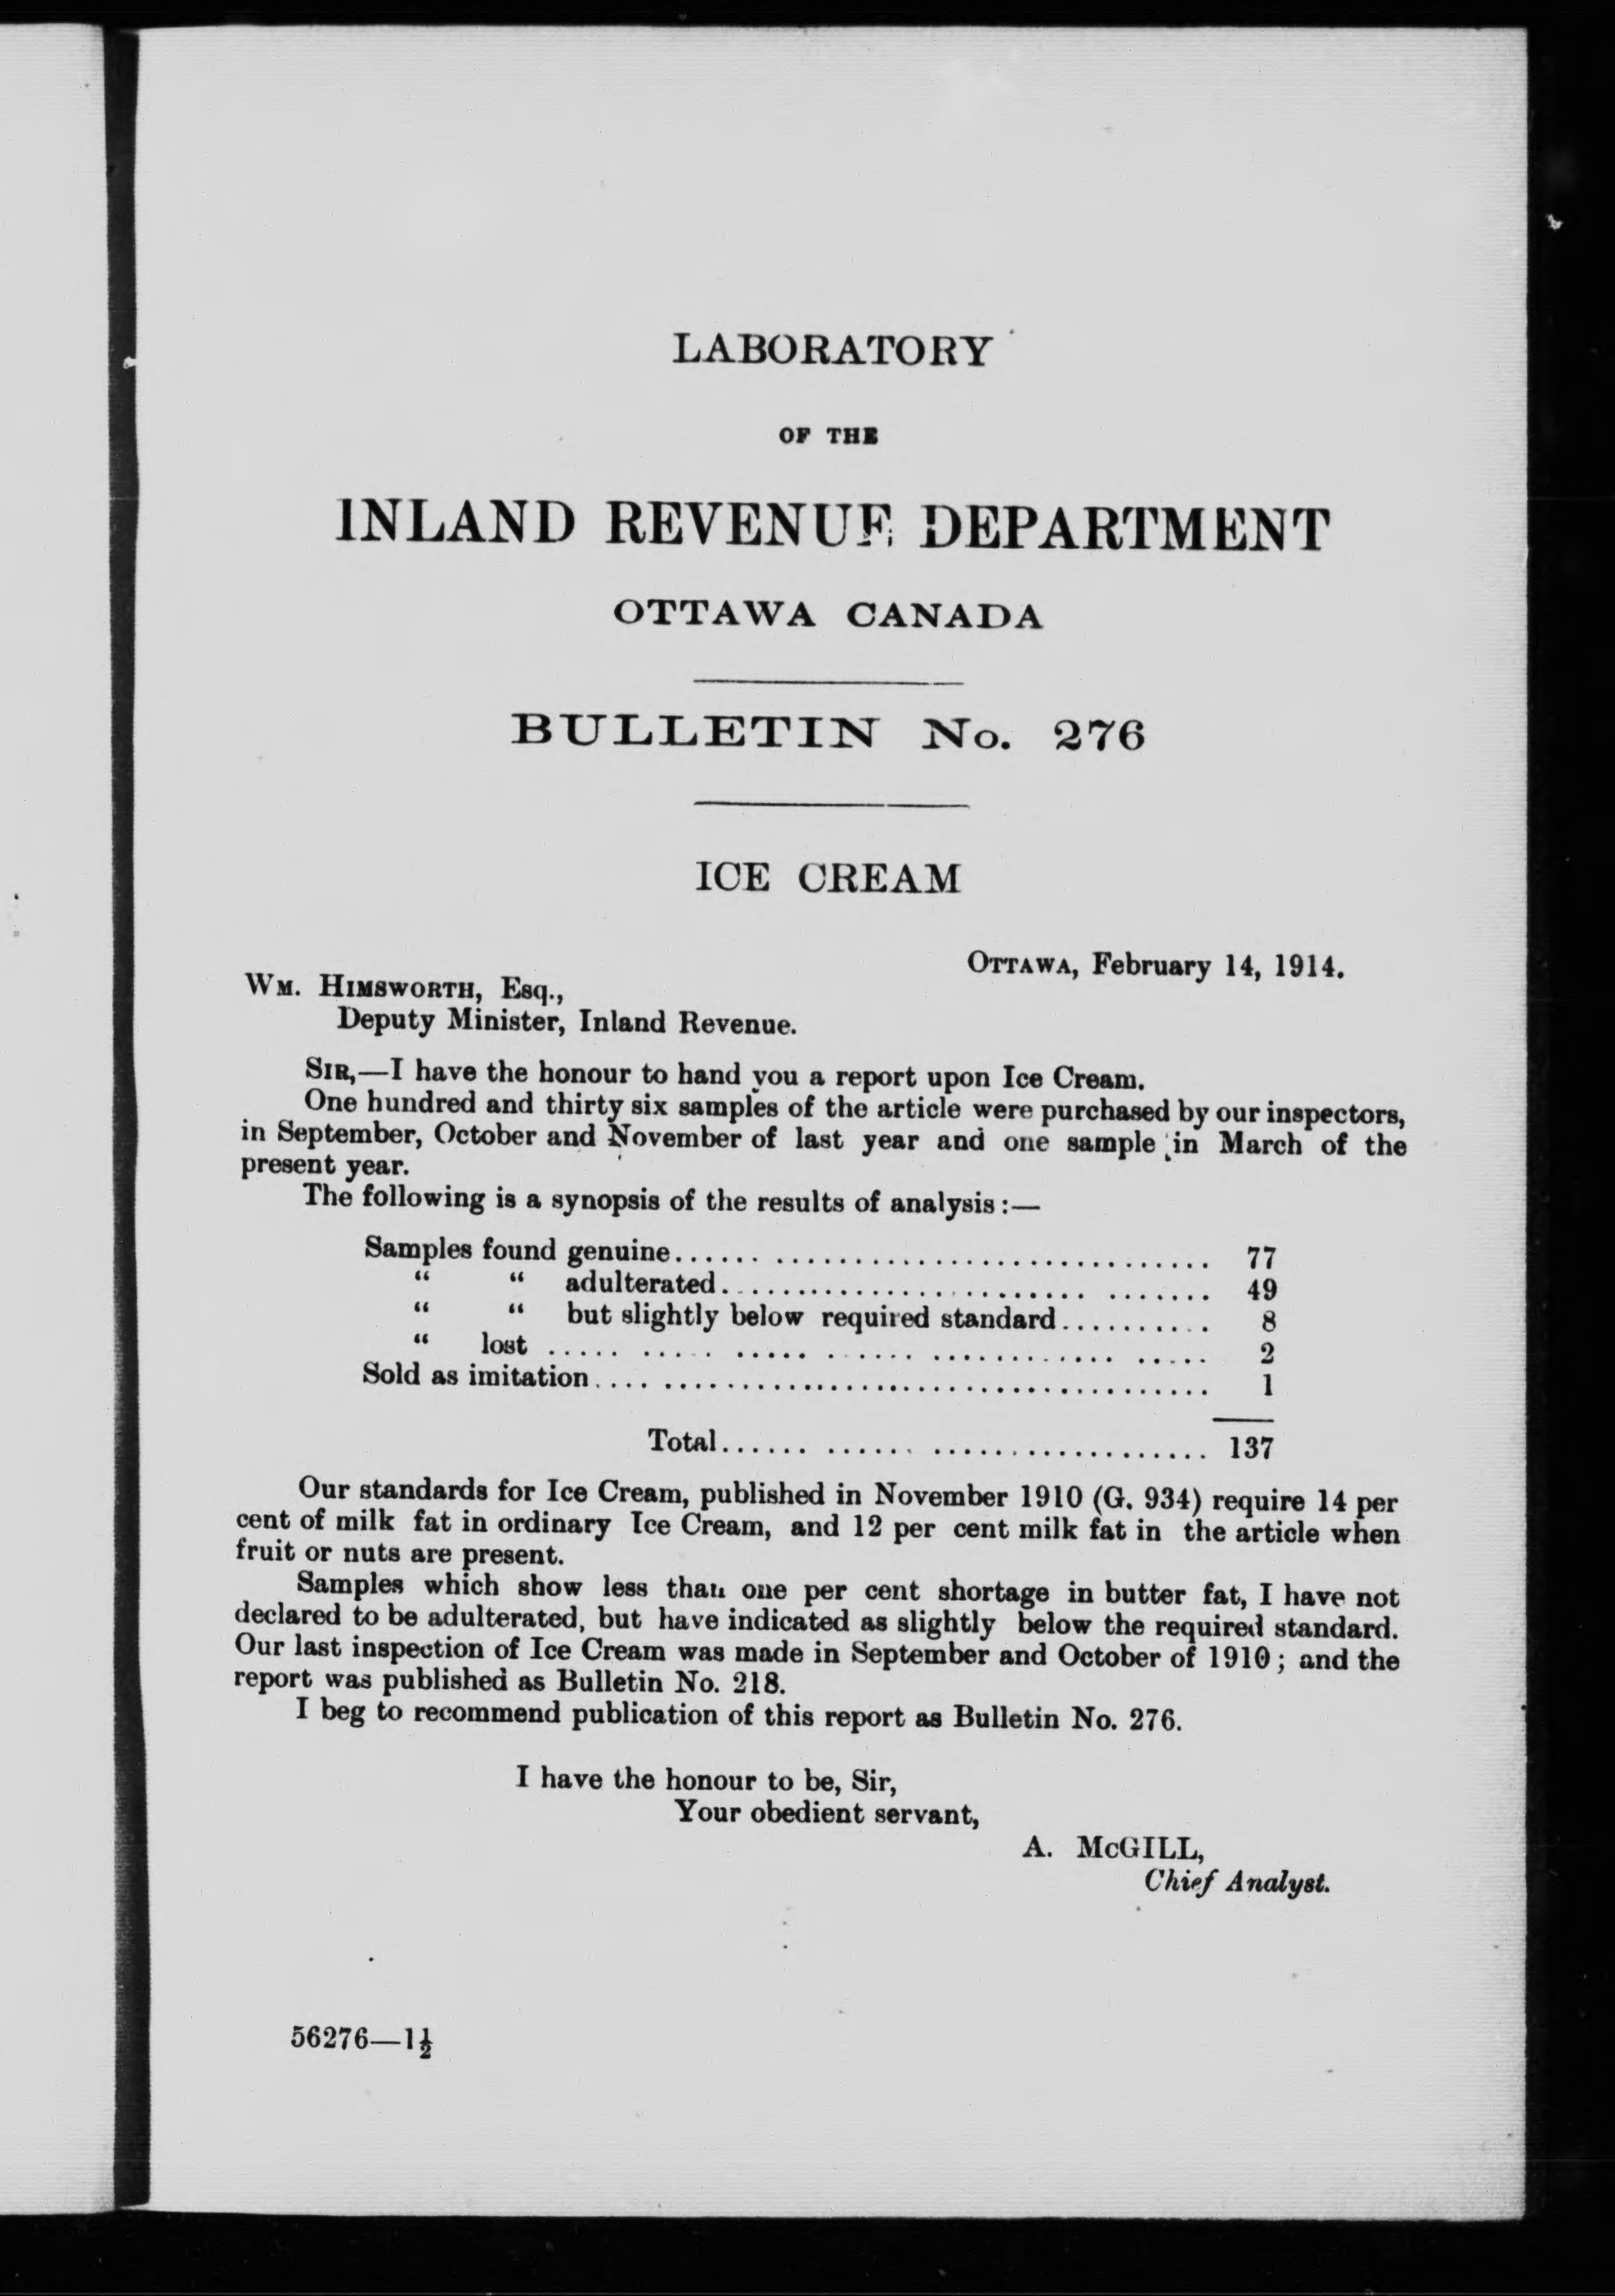 LABORATORY
OF THE
INLAND REVENUE DEPARTMENT
OTTAWA CANADA
BULLETIN No. 276
ICE CREAM
OTTAWA, February 14, 1914.
WM. HIMSWORTH, Esq.,
Deputy Minister, Inland Revenue.
SIR,—I have the honour to hand you a report upon Ice Cream.
One hundred and thirty six samples of the article were purchased by our inspectors,
in September, October and November of last year and one sample in March of the
present year.
The following is a synopsis of the results of analysis:—
Samples found genuine...... .................................. 77
“ “ adulterated............................. ....... 49
“ “ but slightly below required standard........... 8
“ lost ..... ..... ..... ...... ............ ..... 2
Sold as imitation.... ..................................... 1
Total...... ...... ...................... 137
Our standards for Ice Cream, published in November 1910 (G. 934) require 14 per
cent of milk fat in ordinary Ice Cream, and 12 per cent milk fat in the article when
fruit or nuts are present.
Samples which show less than one per cent shortage in butter fat, I have not
declared to be adulterated, but have indicated as slightly below the required standard.
Our last inspection of Ice Cream was made in September and October of 1910; and the
report was published as Bulletin No. 218.
I beg to recommend publication of this report as Bulletin No. 276.
I have the honour to be, Sir,
Your obedient servant,
A. McGILL,
Chief Analyst.
56276—1½